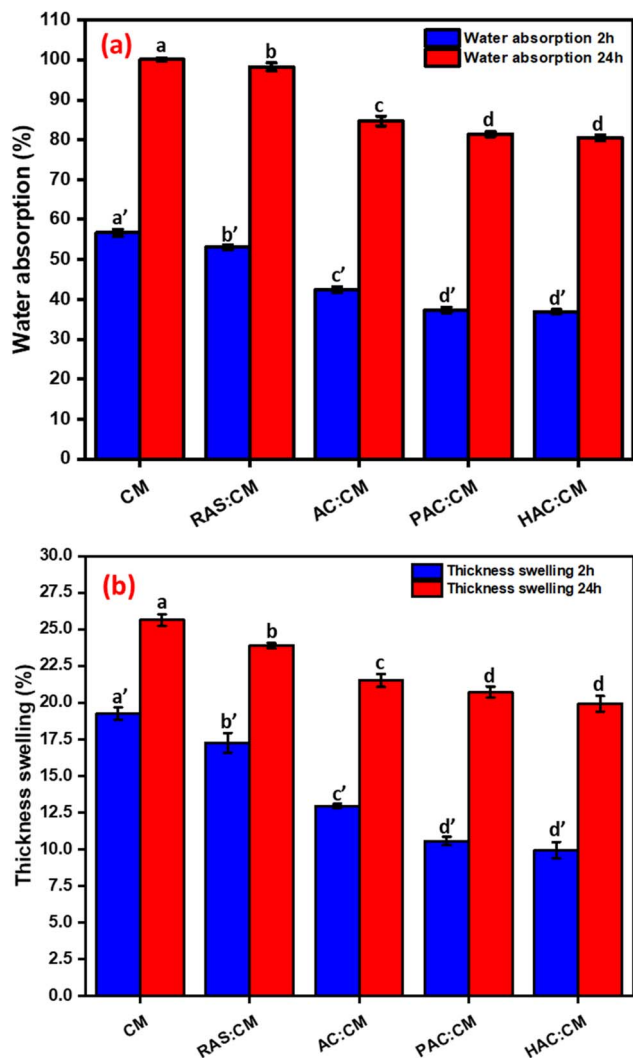 (a)
Water absorption 2h
Water absorption 24h
Water absorption (%)
110
100
90
80
70
60
50
40
30
20
10
0
a
b
c
d
d
a’
b’
c’
d’
d’
CM
RAS:CM
AC:CM
PAC:CM
HAC:CM
(b)
Thickness swelling 2h
Thickness swelling 24h
Thickness swelling (%)
30.0
27.5
25.0
22.5
20.0
17.5
15.0
12.5
10.0
7.5
5.0
2.5
0.0
a
b
c
d
d
a’
b’
c’
d’
d’
CM
RAS:CM
AC:CM
PAC:CM
HAC:CM